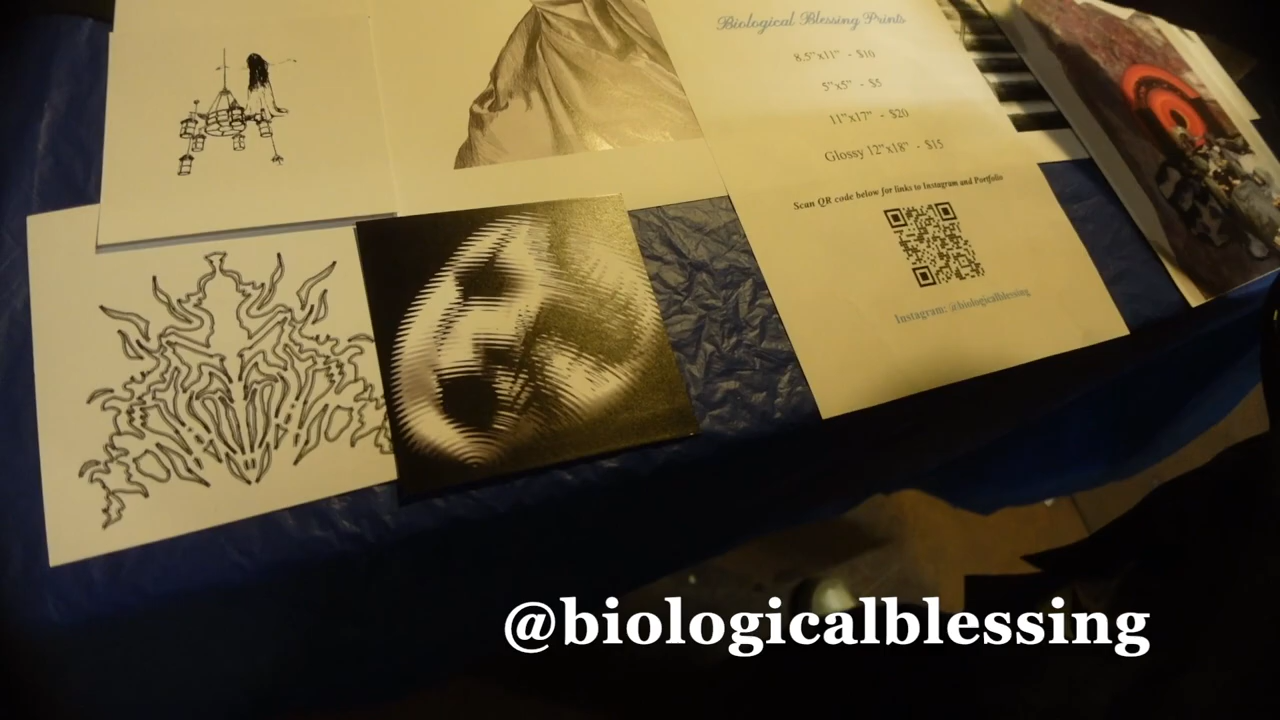 Biological Blessing Prints
8.5"x11" - $10
5"x5" - $5
11"x17" - $20
Glossy 12"x18" - $15
Scan QR code below for links to Instagram and Portfolio
Instagram: @biologicalblessing
@biologicalblessing